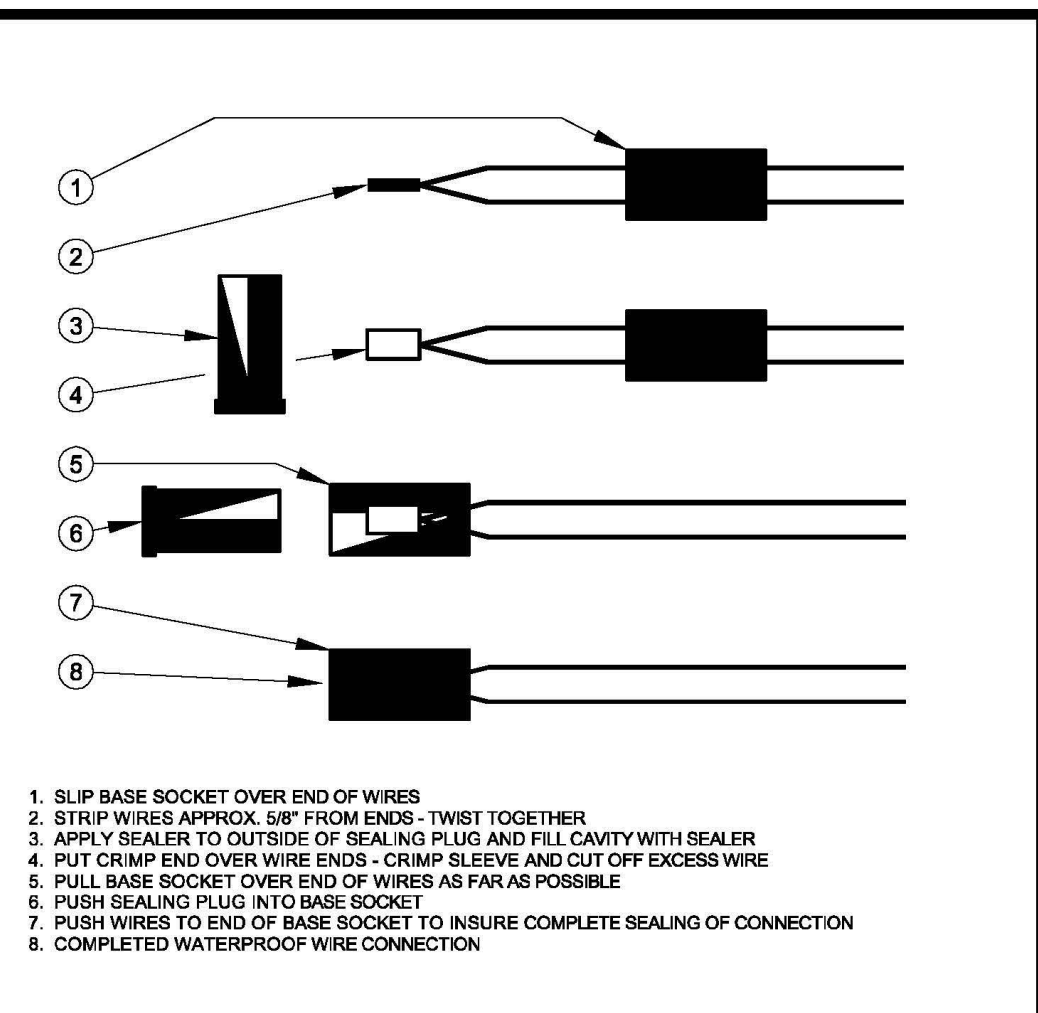 1
2
3
4
5
6
7
8
1. SLIP BASE SOCKET OVER END OF WIRES
2. STRIP WIRES APPROX. 5/8" FROM ENDS - TWIST TOGETHER
3. APPLY SEALER TO OUTSIDE OF SEALING PLUG AND FILL CAVITY WITH SEALER
4. PUT CRIMP END OVER WIRE ENDS - CRIMP SLEEVE AND CUT OFF EXCESS WIRE
5. PULL BASE SOCKET OVER END OF WIRES AS FAR AS POSSIBLE
6. PUSH SEALING PLUG INTO BASE SOCKET
7. PUSH WIRES TO END OF BASE SOCKET TO INSURE COMPLETE SEALING OF CONNECTION
8. COMPLETED WATERPROOF WIRE CONNECTION